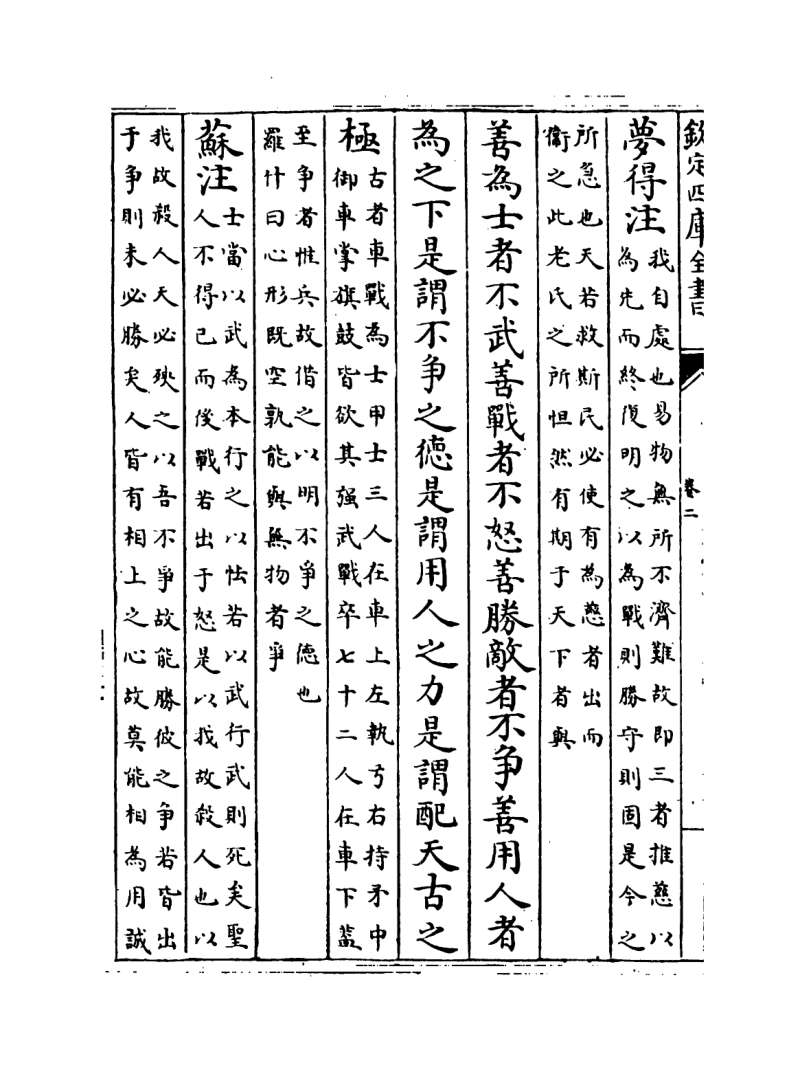 欽定四庫全書
卷二
夢得注
我自處也易物無所不濟難故即三者推慈以
為先而終復明之以為戰則勝守則固是今之
所急也天若救斯民必使有為慈者出而
衛之此老氏之所怛然有期于天下者與
善為士者不武善戰者不怒善勝敵者不争善用人者
為之下是謂不争之徳是謂用人之力是謂配天古之
極
古者車戰為士甲士三人在車上左執弓右持矛中
御車掌旗鼓皆欲其强武戰卒七十二人在車下葢
至争者惟兵故借之以明不爭之徳也
羅什曰心形既空孰能與無物者爭
蘇注
士當以武為本行之以怯若以武行武則死矣聖
人不得已而後戰若出于怒是以我故殺人也以
我故殺人天必殃之以吾不爭故能勝彼之争若皆出
于争則未必勝矣人皆有相上之心故莫能相為用誠